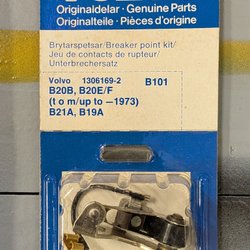 Originaldelar · Genuine Parts
Originalteile · Pièces d'origine
Brytarspetsar/Breaker point kit/
Jeu de contacts de rupteur/
Unterbrechersatz
Volvo 1306169-2 B101
B20B, B20E/F
(t o m/up to –1973)
B21A, B19A